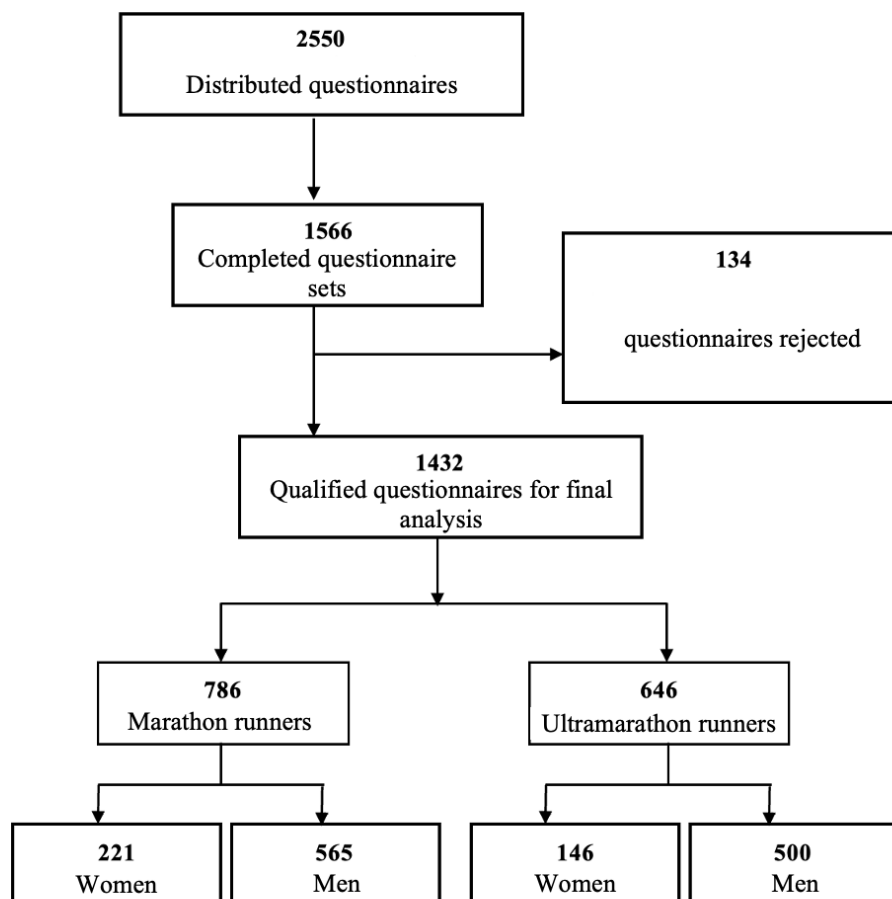 2550
Distributed questionnaires
1566
Completed questionnaire
sets
134
questionnaires rejected
1432
Qualified questionnaires for final
analysis
786
Marathon runners
646
Ultramarathon runners
221
Women
565
Men
146
Women
500
Men